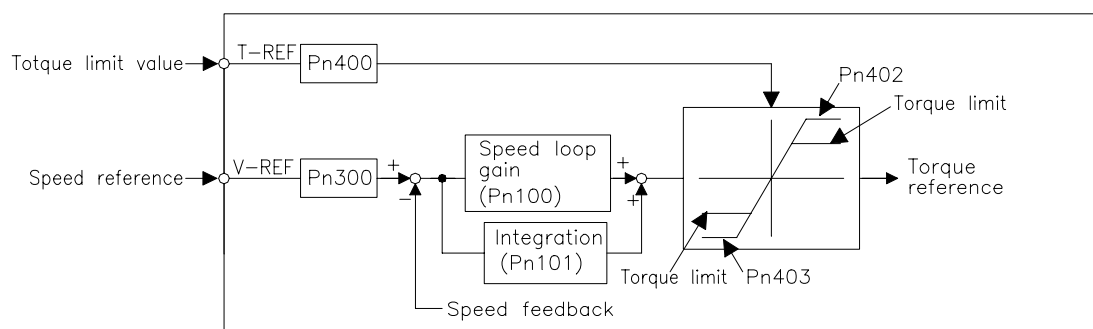 T-REF
Totque limit value
Pn400
Pn402
Torque limit
V-REF
Speed reference
Pn300
+
−
Speed loop
gain
(Pn100)
+
+
Torque
reference
Integration
(Pn101)
Torque limit
Pn403
Speed feedback